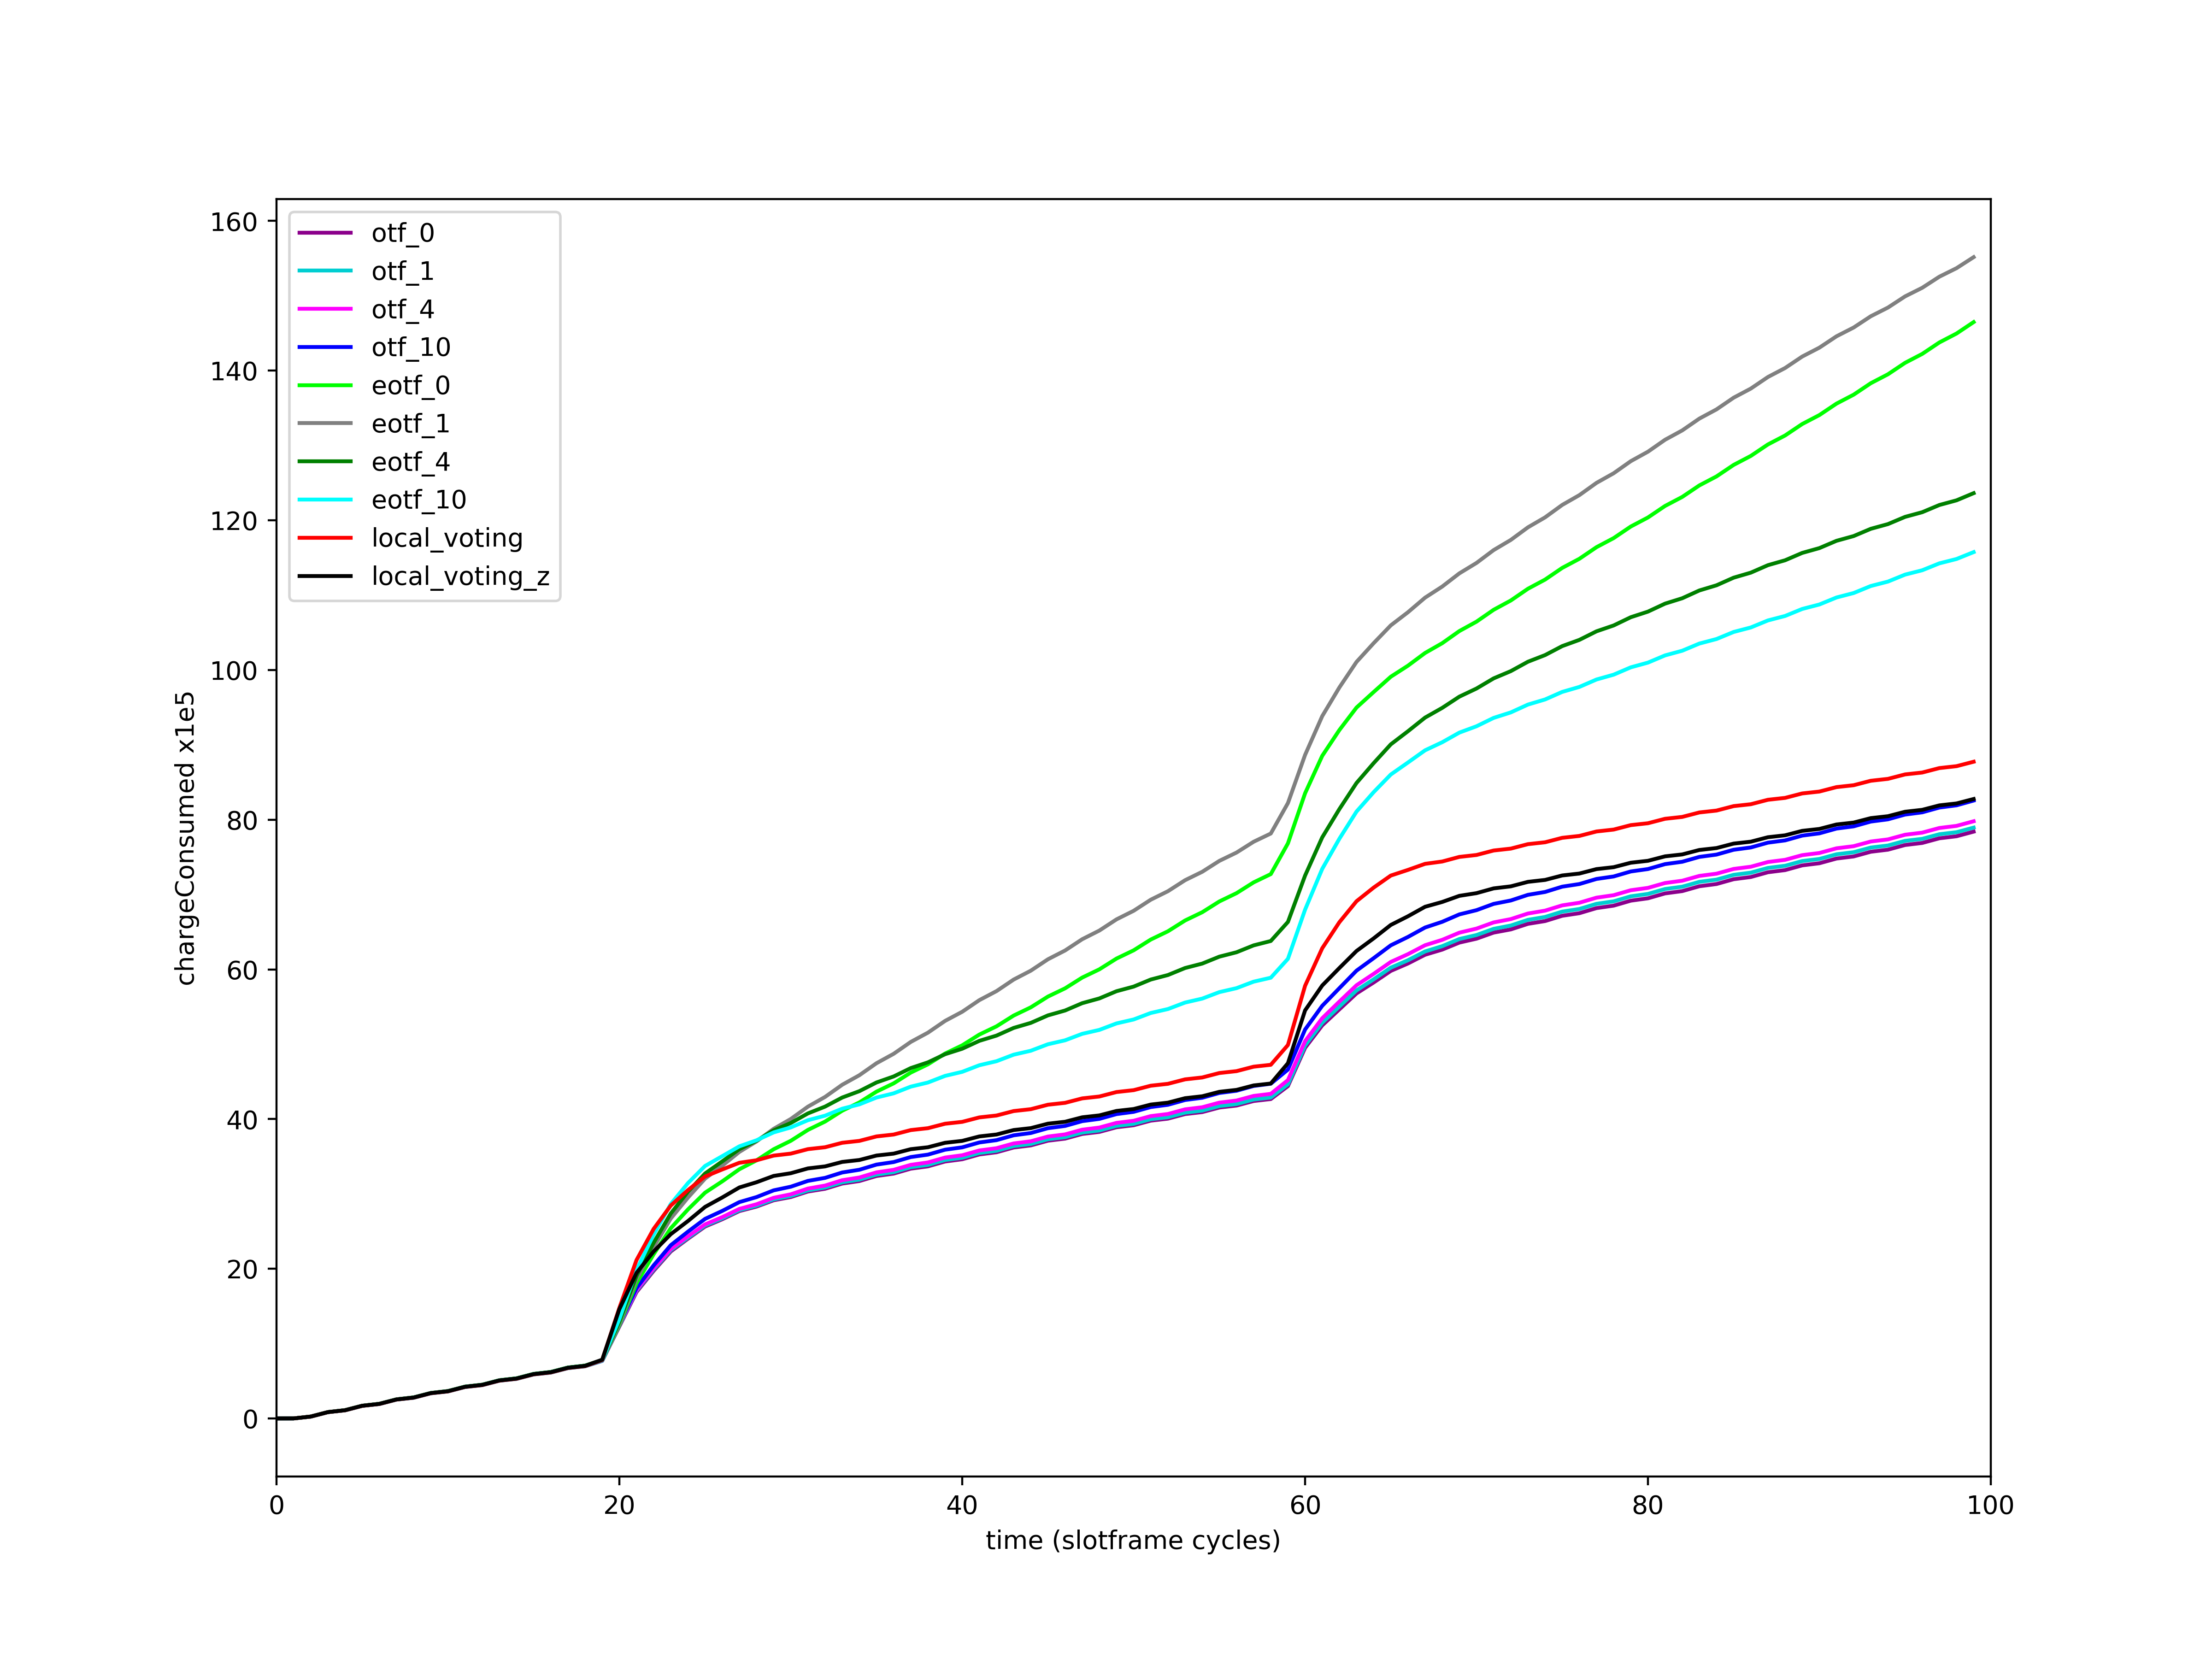 160
140
120
100
80
60
40
20
0
chargeConsumed x1e5
otf_0
otf_1
otf_4
otf_10
eotf_0
eotf_1
eotf_4
eotf_10
local_voting
local_voting_z
0 20 40 60 80 100
time (slotframe cycles)